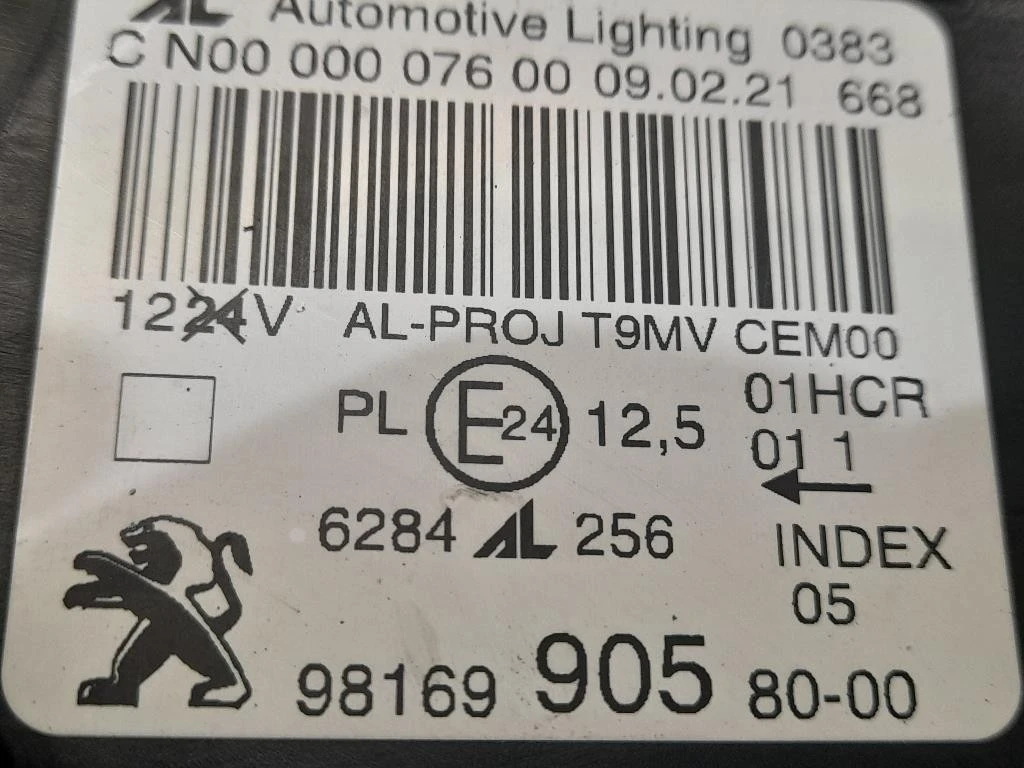 AL Automotive Lighting 0383
C N00 000 076 00 09.02.21 668
1224V AL-PROJ T9MV CEM00
PL E24 12,5 01HCR
01 1
6284 AL 256 INDEX
05
98169 905 80-00